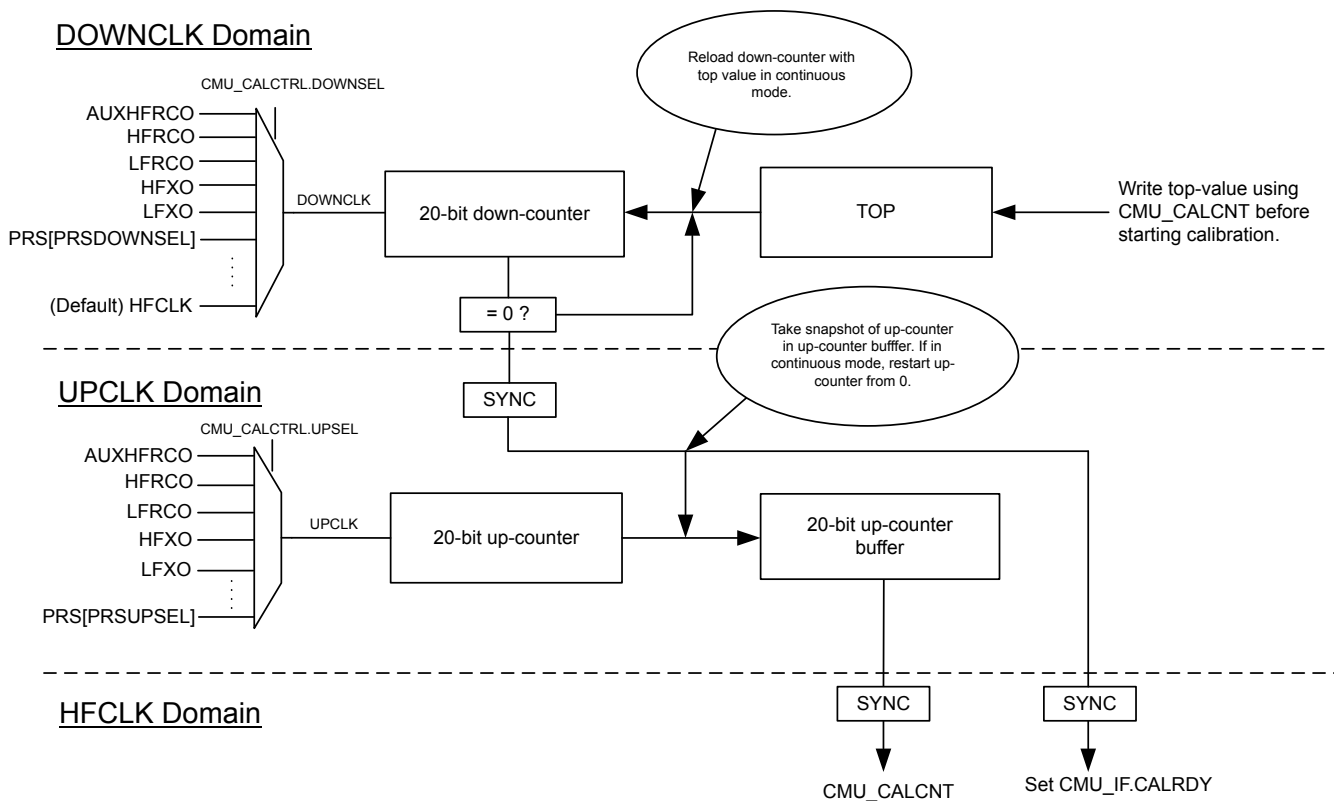 DOWNCLK Domain
CMU_CALCTRL.DOWNSEL
AUXHFRCO
HFRCO
LFRCO
HFXO
LFXO
PRS[PRSDOWNSEL]
(Default) HFCLK
DOWNCLK
20-bit down-counter
Reload down-counter with
top value in continuous
mode.
TOP
Write top-value using
CMU_CALCNT before
starting calibration.
= 0 ?
Take snapshot of up-counter
in up-counter bufffer. If in
continuous mode, restart up-
counter from 0.
SYNC
UPCLK Domain
CMU_CALCTRL.UPSEL
AUXHFRCO
HFRCO
LFRCO
HFXO
LFXO
PRS[PRSUPSEL]
UPCLK
20-bit up-counter
20-bit up-counter
buffer
HFCLK Domain
SYNC
SYNC
CMU_CALCNT
Set CMU_IF.CALRDY